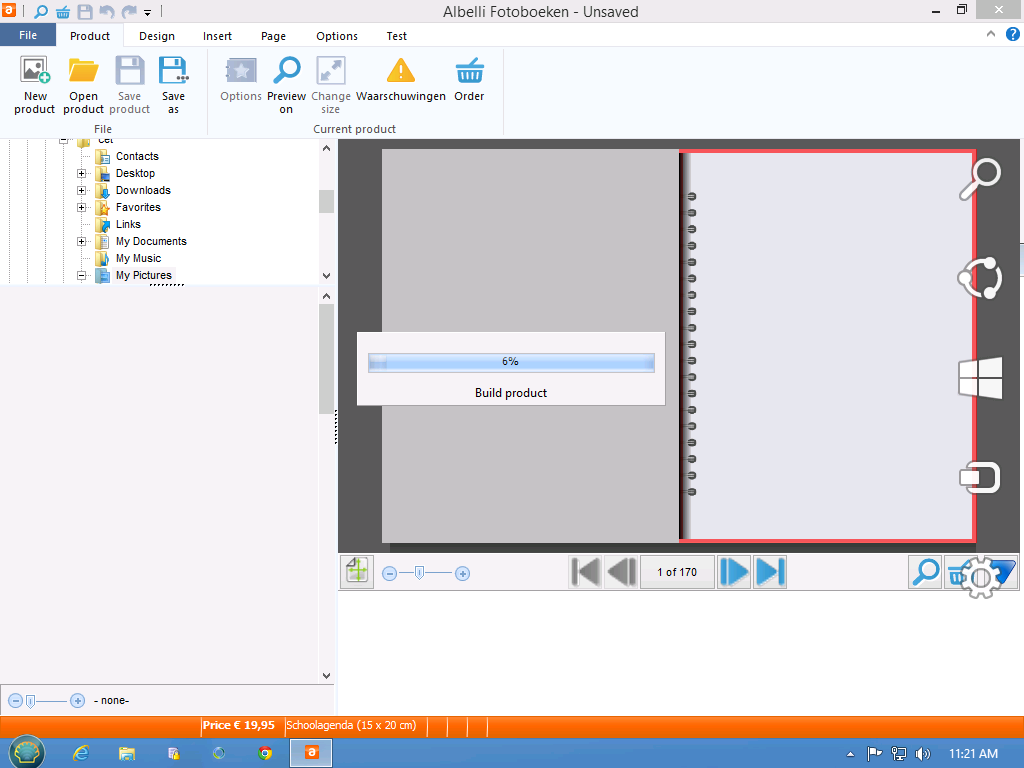 Albelli Fotoboeken - Unsaved
File Product Design Insert Page Options Test
New product
Open product
Save product
Save as
Options
Preview on
Change size
Waarschuwingen
Order
File
Current product
Cet
Contacts
Desktop
Downloads
Favorites
Links
My Documents
My Music
My Pictures
6%
Build product
1 of 170
- none-
Price € 19,95 Schoolagenda (15 x 20 cm)
11:21 AM